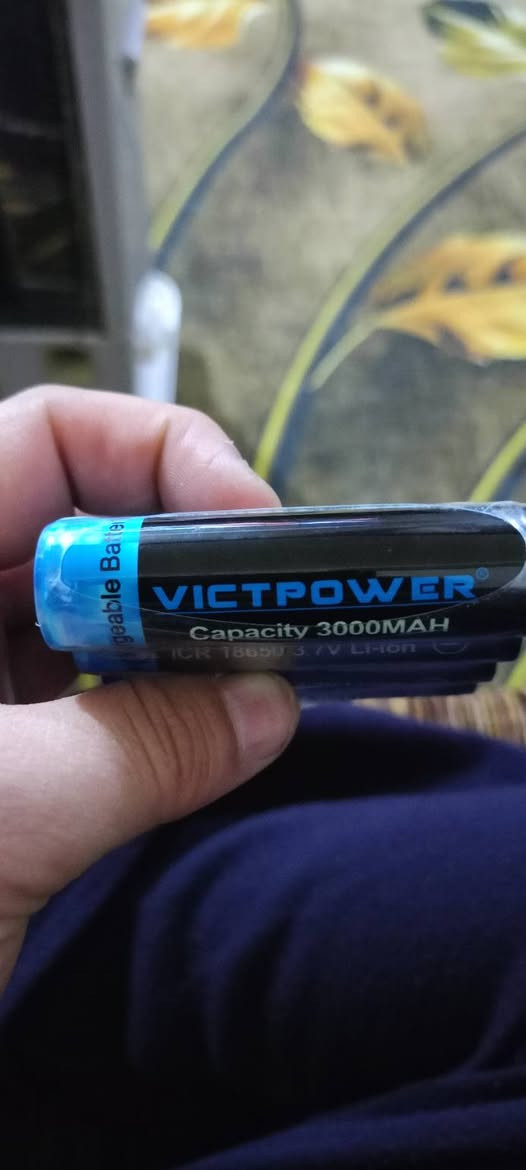 geable Batte
VICTPOWER®
Capacity 3000MAH
ICR 18650 3.7V Li-ion